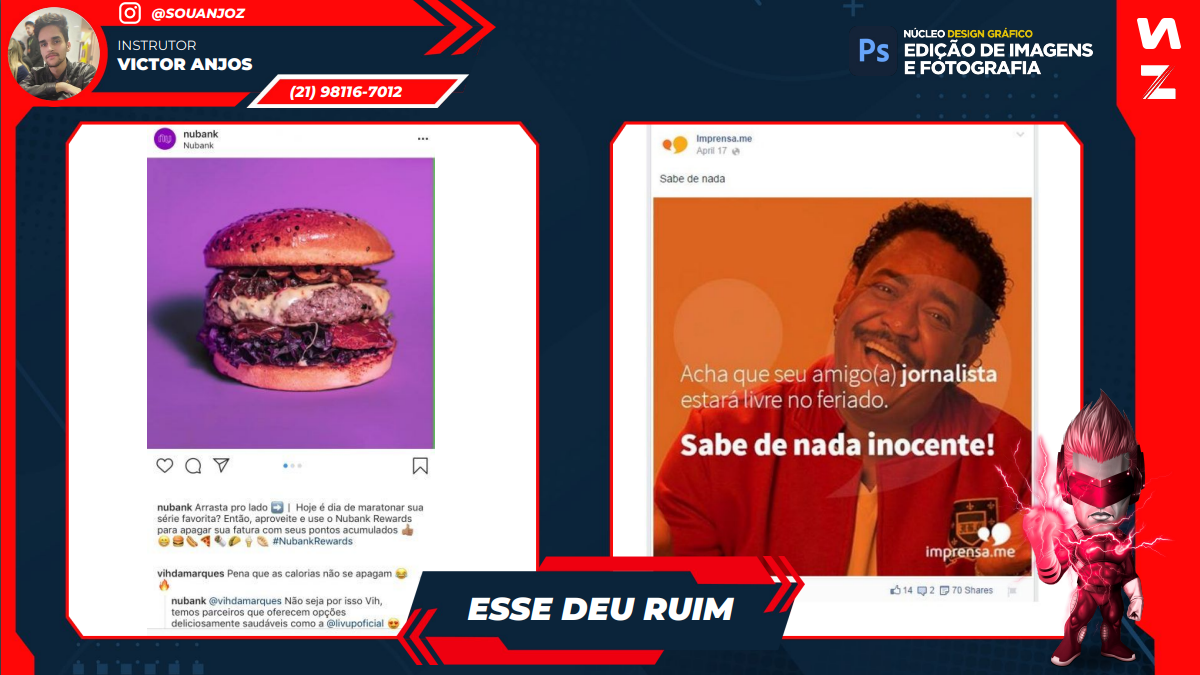 @SOUANJOZ
INSTRUTOR
VICTOR ANJOS
(21) 98116-7012
Ps
NÚCLEO DESIGN GRÁFICO
EDIÇÃO DE IMAGENS
E FOTOGRAFIA
nubank
Nubank
nubank Arrasta pro lado ➡️ | Hoje é dia de maratonar sua
série favorita? Então, aproveite e use o Nubank Rewards
para apagar sua fatura com seus pontos acumulados
#NubankRewards
vihdamarques Pena que as calorias não se apagam 😂
🔥
nubank @vihdamarques Não seja por isso Vih,
temos parceiros que oferecem opções
deliciosamente saudáveis como a @livupoficial 😍
Imprensa.me
April 17
Sabe de nada
Acha que seu amigo(a) jornalista
estará livre no feriado.
Sabe de nada inocente!
imprensa.me
14 2 70 Shares
ESSE DEU RUIM